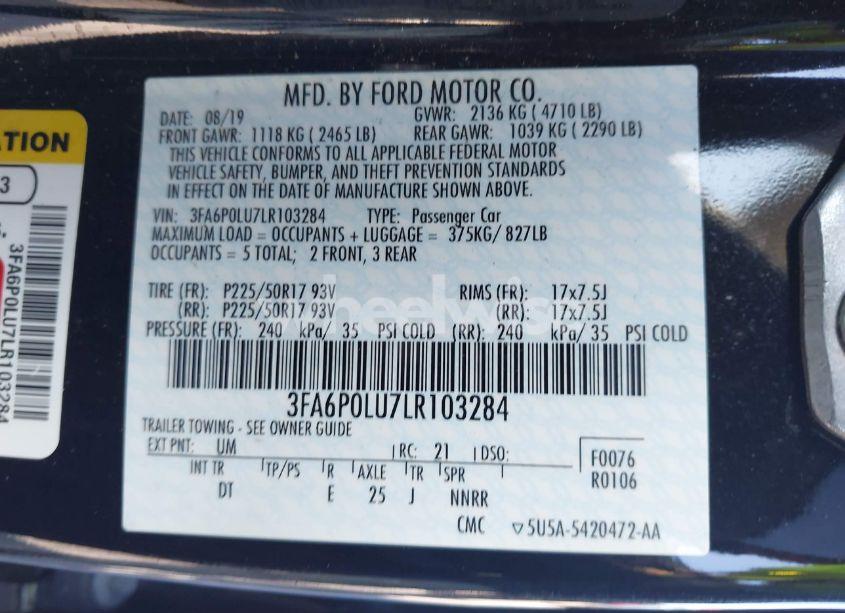 MFD. BY FORD MOTOR CO.
DATE: 08/19 GVWR: 2136 KG ( 4710 LB)
FRONT GAWR: 1118 KG ( 2465 LB) REAR GAWR: 1039 KG ( 2290 LB)
THIS VEHICLE CONFORMS TO ALL APPLICABLE FEDERAL MOTOR
VEHICLE SAFETY, BUMPER, AND THEFT PREVENTION STANDARDS
IN EFFECT ON THE DATE OF MANUFACTURE SHOWN ABOVE.
VIN: 3FA6P0LU7LR103284 TYPE: Passenger Car
MAXIMUM LOAD = OCCUPANTS + LUGGAGE = 375KG/ 827LB
OCCUPANTS = 5 TOTAL; 2 FRONT, 3 REAR
TIRE (FR): P225/50R17 93V RIMS (FR): 17x7.5J
(RR): P225/50R17 93V (RR): 17x7.5J
PRESSURE (FR): 240 kPa/ 35 PSI COLD (RR): 240 kPa/ 35 PSI COLD
3FA6P0LU7LR103284
TRAILER TOWING - SEE OWNER GUIDE
EXT PNT: UM RC: 21 DSO:
F0076
R0106
INT TR TP/PS R AXLE TR SPR
DT E 25 J NNRR
CMC ▽5U5A-5420472-AA
ATION
3
3FA6P0LU7LR103284
wheelwis